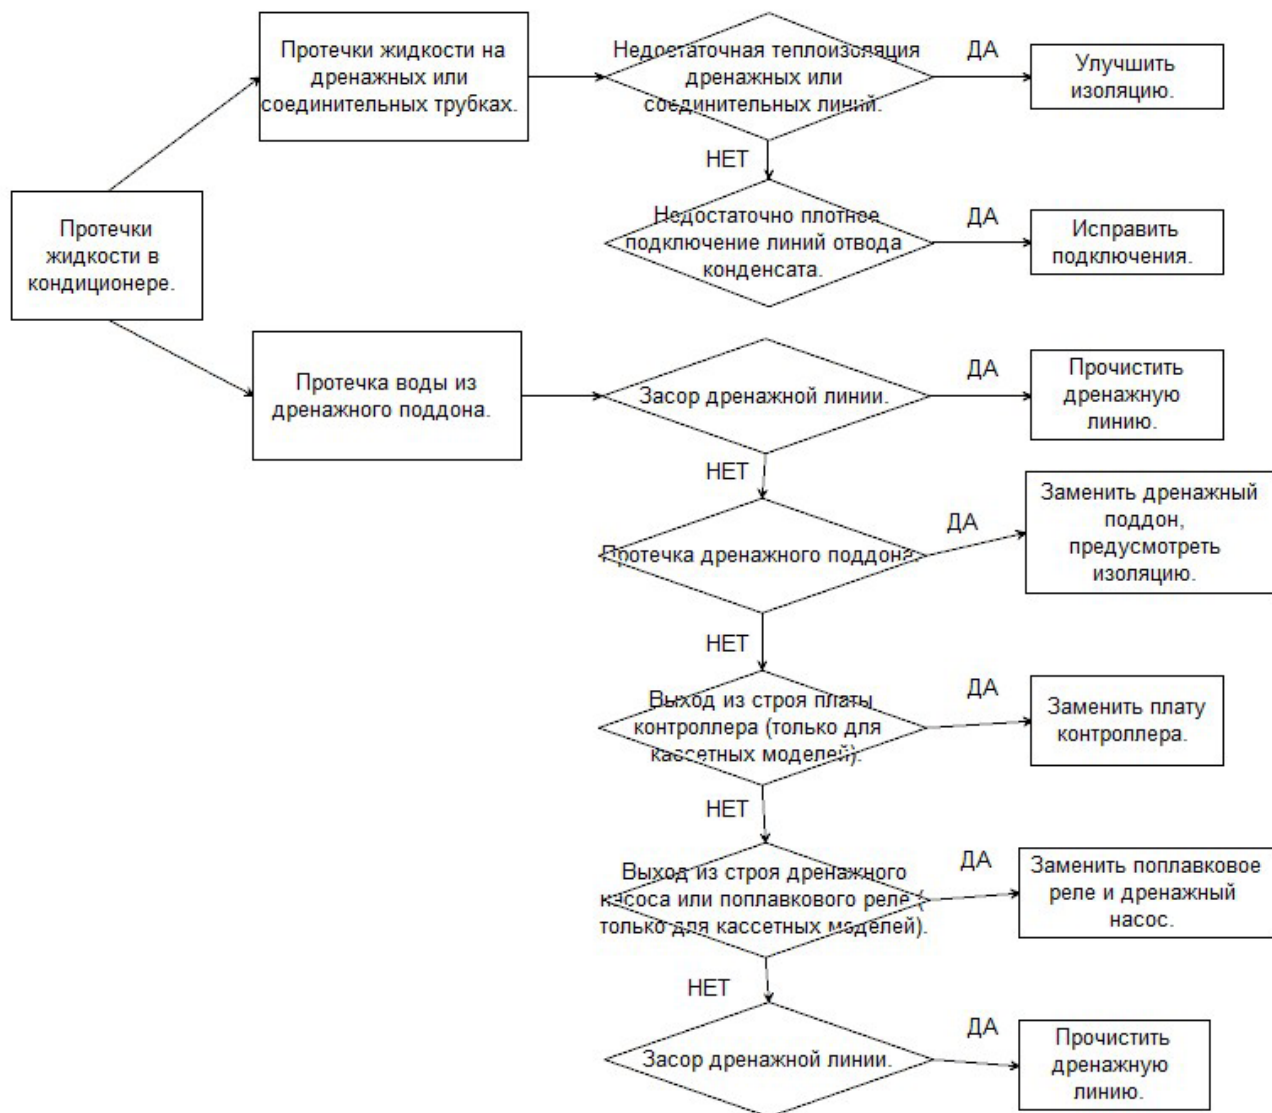 Протечки жидкости на
дренажных или
соединительных трубках.
Недостаточная теплоизоляция
дренажных или
соединительных линий.
ДА
Улучшить
изоляцию.
НЕТ
Протечки
жидкости в
кондиционере.
Недостаточно плотное
подключение линий отвода
конденсата.
ДА
Исправить
подключения.
Протечка воды из
дренажного поддона.
Засор дренажной линии.
ДА
Прочистить
дренажную
линию.
НЕТ
Протечка дренажного поддона.
ДА
Заменить дренажный
поддон,
предусмотреть
изоляцию.
НЕТ
Выход из строя платы
контроллера (только для
кассетных моделей).
ДА
Заменить плату
контроллера.
НЕТ
Выход из строя дренажного
насоса или поплавкового реле (
только для кассетных моделей).
ДА
Заменить поплавковое
реле и дренажный
насос.
НЕТ
Засор дренажной линии.
ДА
Прочистить
дренажную
линию.